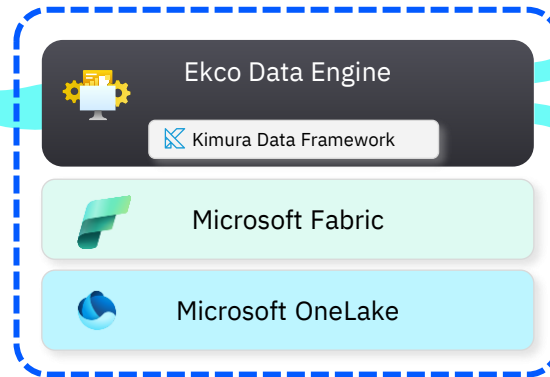 Ekco Data Engine
Kimura Data Framework
Microsoft Fabric
Microsoft OneLake